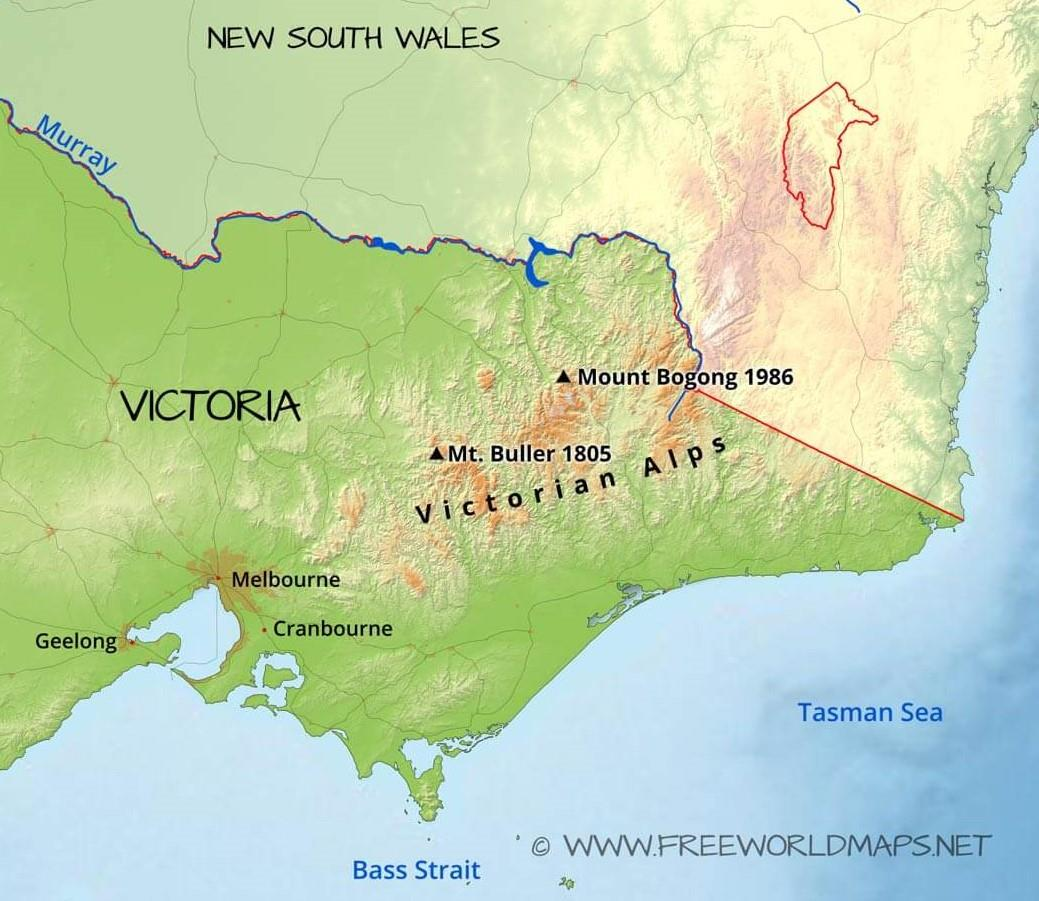 NEW SOUTH WALES
Murray
Mount Bogong 1986
VICTORIA
Mt. Buller 1805
Victorian Alps
Melbourne
Cranbourne
Geelong
Tasman Sea
© WWW.FREEWORLDMAPS.NET
Bass Strait